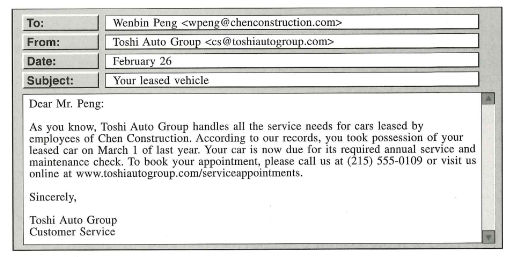 To: Wenbin Peng <wpeng@chenconstruction.com>
From: Toshi Auto Group <cs@toshiautogroup.com>
Date: February 26
Subject: Your leased vehicle
Dear Mr. Peng:
As you know, Toshi Auto Group handles all the service needs for cars leased by
employees of Chen Construction. According to our records, you took possession of your
leased car on March 1 of last year. Your car is now due for its required annual service and
maintenance check. To book your appointment, please call us at (215) 555-0109 or visit us
online at www.toshiautogroup.com/serviceappointments.
Sincerely,
Toshi Auto Group
Customer Service